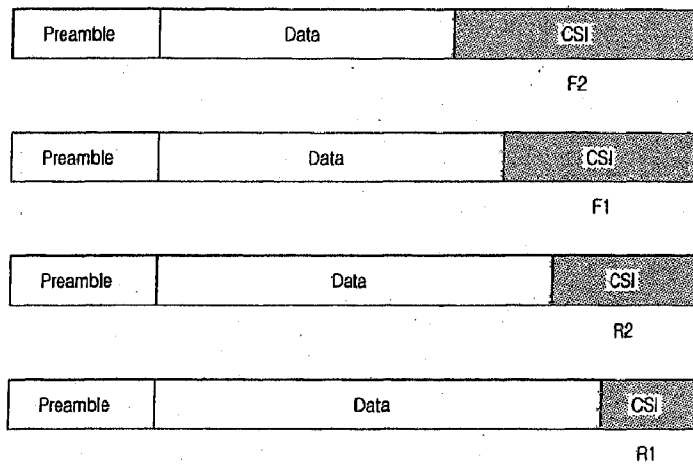 Preamble Data CSI
F2
Preamble Data CSI
F1
Preamble Data CSI
R2
Preamble Data CSI
R1